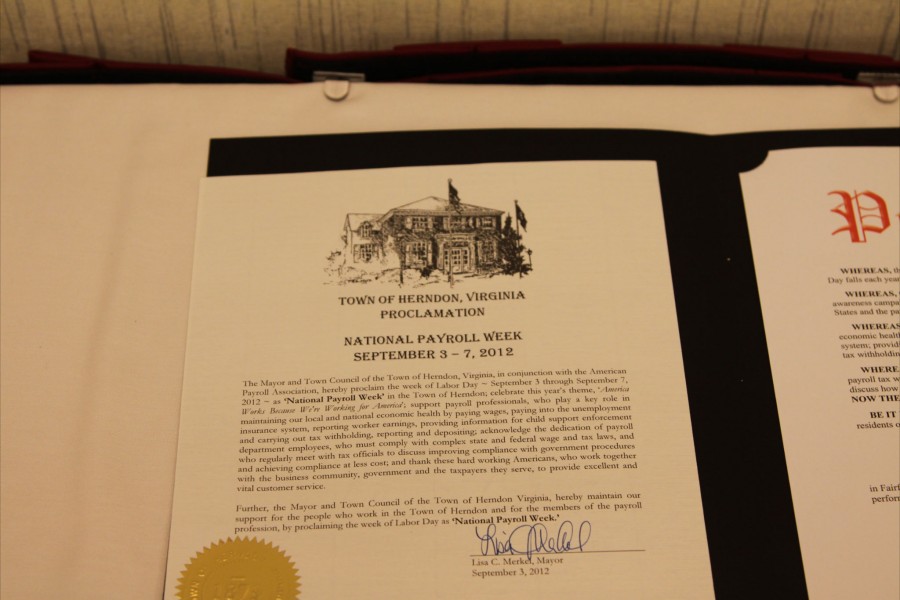 TOWN OF HERNDON, VIRGINIA
PROCLAMATION
NATIONAL PAYROLL WEEK
SEPTEMBER 3 – 7, 2012
The Mayor and Town Council of the Town of Herndon, Virginia, in conjunction with the American
Payroll Association, hereby proclaim the week of Labor Day ~ September 3 through September 7,
2012 ~ as 'National Payroll Week' in the Town of Herndon; celebrate this year's theme, 'America
Works Because We're Working for America'; support payroll professionals, who play a key role in
maintaining our local and national economic health by paying wages, paying into the unemployment
insurance system, reporting worker earnings, providing information for child support enforcement
and carrying out tax withholding, reporting and depositing; acknowledge the dedication of payroll
department employees, who must comply with complex state and federal wage and tax laws, and
who regularly meet with tax officials to discuss improving compliance with government procedures
and achieving compliance at less cost; and thank these hard working Americans, who work together
with the business community, government and the taxpayers they serve, to provide excellent and
vital customer service.
Further, the Mayor and Town Council of the Town of Herndon Virginia, hereby maintain our
support for the people who work in the Town of Herndon and for the members of the payroll
profession, by proclaiming the week of Labor Day as 'National Payroll Week.'
Lisa C. Merkel
Lisa C. Merkel, Mayor
September 3, 2012
P
WHEREAS,
Day falls each year
WHEREAS,
awareness campa
States and the pa
WHEREAS
economic healt
system; provid
tax withholdin
WHERE
payroll tax w
discuss how
NOW THE
BE IT
residents o
in Fairf
perform